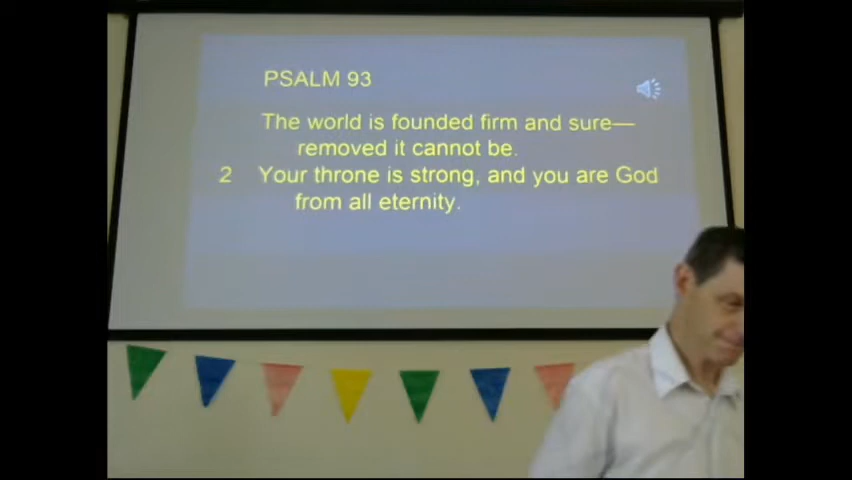 PSALM 93
The world is founded firm and sure—
removed it cannot be.
2 Your throne is strong, and you are God
from all eternity.